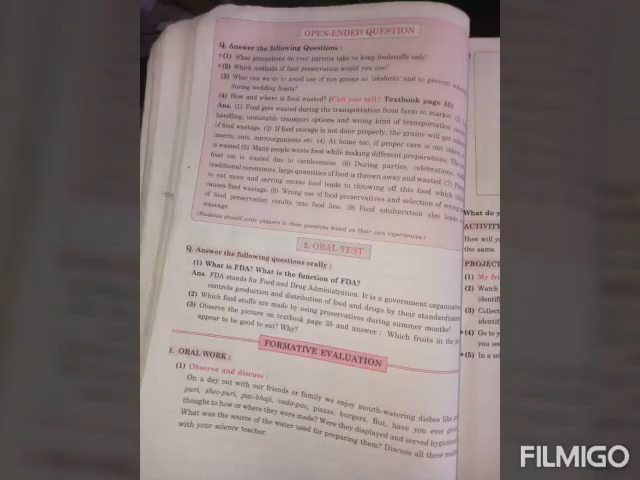 OPEN-ENDED QUESTION
Q. Answer the following Questions :
*(1) What precautions do your parents take to keep foodstuffs safe?
*(2) Which methods of food preservation would you use?
(3) What can we do to avoid use of rice grains as 'akshata' and to prevent
during wedding feasts?
(4) How and where is food wasted? (Can you tell? Textbook page 35)
Ans. (1) Food gets wasted during the transportation from farm to market. (2)
handling, unsuitable transport options and wrong kind of transportation
of food wastage. (3) If food storage is not done properly, the grains will get
insects, rats, microorganisms etc. (4) At home too, if proper care is not taken,
is wasted (5) Many people waste food while making different preparations. The
food too is wasted due to carelessness (6) During parties, celebrations,
traditional ceremonies, large quantities of food is thrown away and wasted. (7)
to eat more and serving excess food leads to throwing off this food which
causes food wastage. (8) Wrong use of food preservatives and selection of wrong
of food preservation results into food loss. (9) Food adulteration also leads
wastage.
(Students should write answers to these questions based on their own experiences.)
2. ORAL TEST
Q. Answer the following questions orally :
(1) What is FDA? What is the function of FDA?
Ans. FDA stands for Food and Drug Administration. It is a government
controls production and distribution of food and drugs by their
(2) Which food stuffs are made by using preservatives during summer months?
(3) Observe the picture on textbook page 35 and answer : Which fruits in the
appear to be good to eat? Why?
FORMATIVE EVALUATION
1. ORAL WORK :
(1) Observe and discuss :
On a day out with our friends or family we enjoy mouth-watering dishes like
puri, shev-puri, pav-bhaji, vada-pav, pizzas, burgers. But, have you ever
thought to how or where they were made? Were they displayed and served
What was the source of the water used for preparing them? Discuss all these
with your science teacher.
What do y
ACTIVITY
How will yo
the same.
PROJECT
(1) My fri
(2) Watch
identif
(3) Collect
identif
*(4) Go to y
you see
*(5) In a sc
FILMIGO